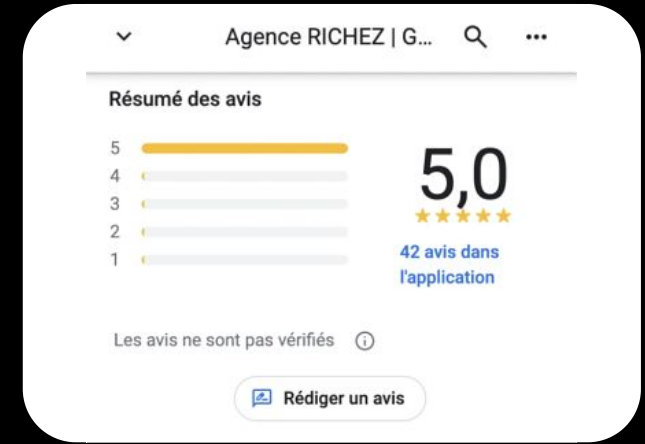 Agence RICHEZ | G...
Résumé des avis
5
4
3
2
1
5,0
42 avis dans
l'application
Les avis ne sont pas vérifiés
Rédiger un avis